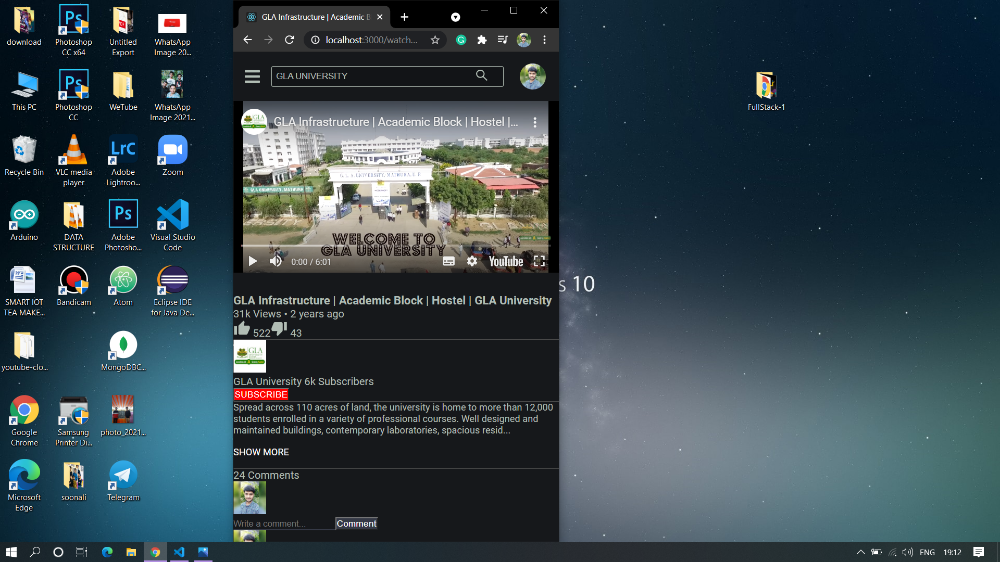 download
Photoshop
CC x64
Untitled
Export
WhatsApp
Image 20...
This PC
Photoshop
CC
WeTube
WhatsApp
Image 2021...
Recycle Bin
VLC media
player
Adobe
Lightroo...
Zoom
Arduino
DATA
STRUCTURE
Adobe
Photosho...
Visual Studio
Code
SMART IOT
TEA MAKE...
Bandicam
Atom
Eclipse IDE
for Java De...
youtube-clo...
MongoDBC...
Google
Chrome
Samsung
Printer Di...
photo_2021...
Microsoft
Edge
soonali
Telegram
GLA Infrastructure | Academic B
localhost:3000/watch...
GLA UNIVERSITY
GLA Infrastructure | Academic Block | Hostel |...
G. L. A. UNIVERSITY, MATHURA, U. P.
GLA UNIVERSITY, MATHURA
WELCOME TO
GLA UNIVERSITY
0:00 / 6:01
YouTube
GLA Infrastructure | Academic Block | Hostel | GLA University
31k Views • 2 years ago
522 43
GLA
GLA University 6k Subscribers
SUBSCRIBE
Spread across 110 acres of land, the university is home to more than 12,000
students enrolled in a variety of professional courses. Well designed and
maintained buildings, contemporary laboratories, spacious resid...
SHOW MORE
24 Comments
Write a comment...
Comment
FullStack-1
s 10
ENG
19:12